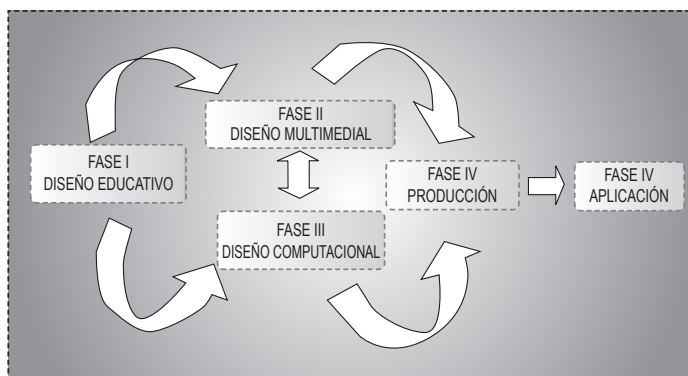 FASE I
DISEÑO EDUCATIVO
FASE II
DISEÑO MULTIMEDIAL
FASE III
DISEÑO COMPUTACIONAL
FASE IV
PRODUCCIÓN
FASE IV
APLICACIÓN